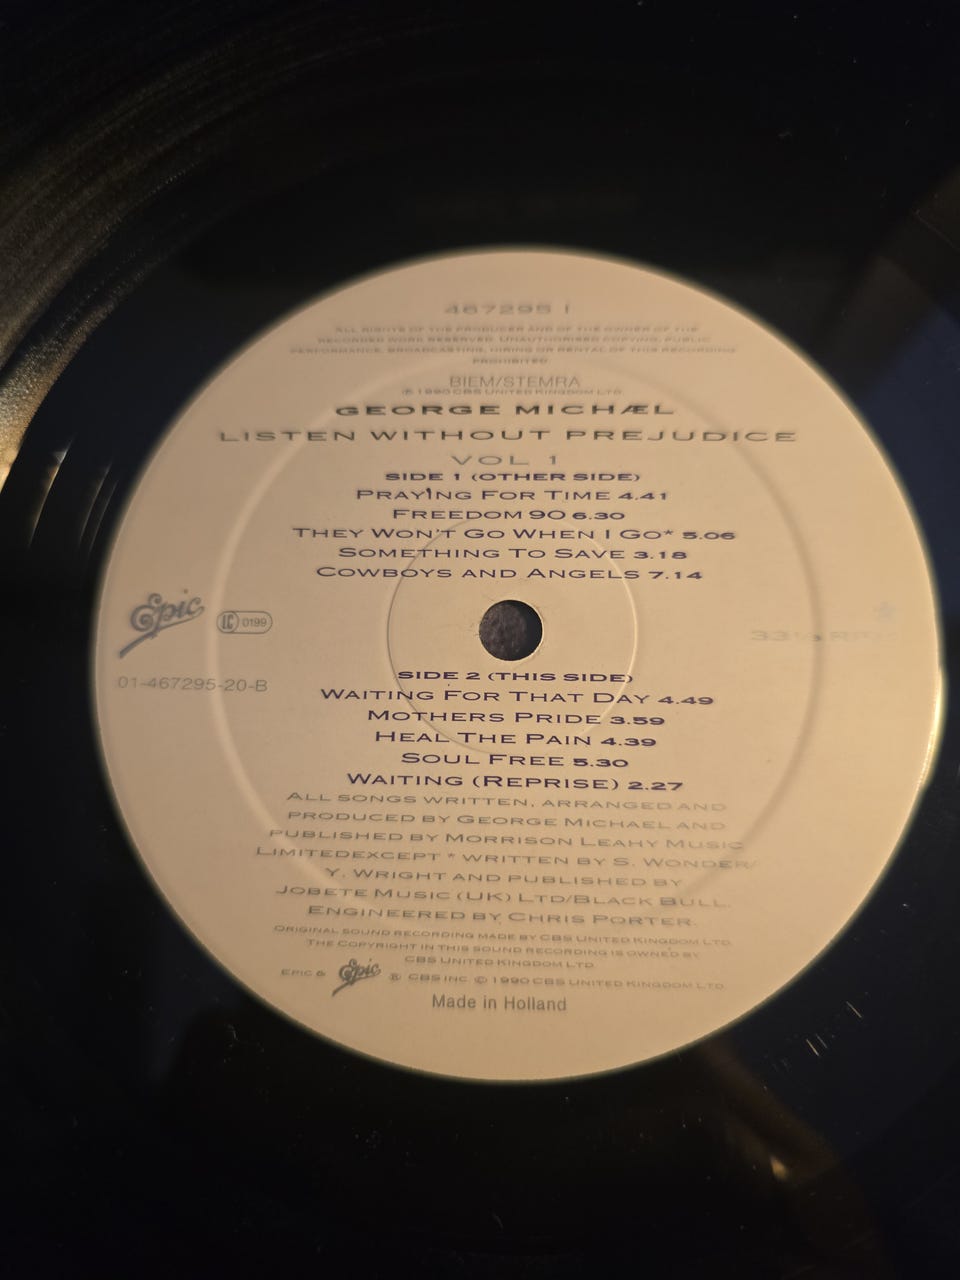 467295 1
ALL RIGHTS OF THE PRODUCER AND OF THE OWNER OF THE
RECORDED WORK RESERVED. UNAUTHORISED COPYING, PUBLIC
PERFORMANCE, BROADCASTING, HIRING OR RENTAL OF THIS RECORDING
PROHIBITED
BIEM/STEMRA
℗ 1990 CBS UNITED KINGDOM LTD.
GEORGE MICHÆL
LISTEN WITHOUT PREJUDICE
VOL 1
SIDE 1 (OTHER SIDE)
PRAYING FOR TIME 4.41
FREEDOM 90 6.30
THEY WON'T GO WHEN I GO* 5.06
SOMETHING TO SAVE 3.18
COWBOYS AND ANGELS 7.14
Epic
LC 0199
33⅓ RPM
01-467295-20-B
SIDE 2 (THIS SIDE)
WAITING FOR THAT DAY 4.49
MOTHERS PRIDE 3.59
HEAL THE PAIN 4.39
SOUL FREE 5.30
WAITING (REPRISE) 2.27
ALL SONGS WRITTEN, ARRANGED AND
PRODUCED BY GEORGE MICHAEL AND
PUBLISHED BY MORRISON LEAHY MUSIC
LIMITEDEXCEPT * WRITTEN BY S. WONDER/
Y. WRIGHT AND PUBLISHED BY
JOBETE MUSIC (UK) LTD/BLACK BULL.
ENGINEERED BY CHRIS PORTER.
ORIGINAL SOUND RECORDING MADE BY CBS UNITED KINGDOM LTD.
THE COPYRIGHT IN THIS SOUND RECORDING IS OWNED BY
CBS UNITED KINGDOM LTD.
EPIC & Epic ® CBS INC. © 1990 CBS UNITED KINGDOM LTD.
Made in Holland